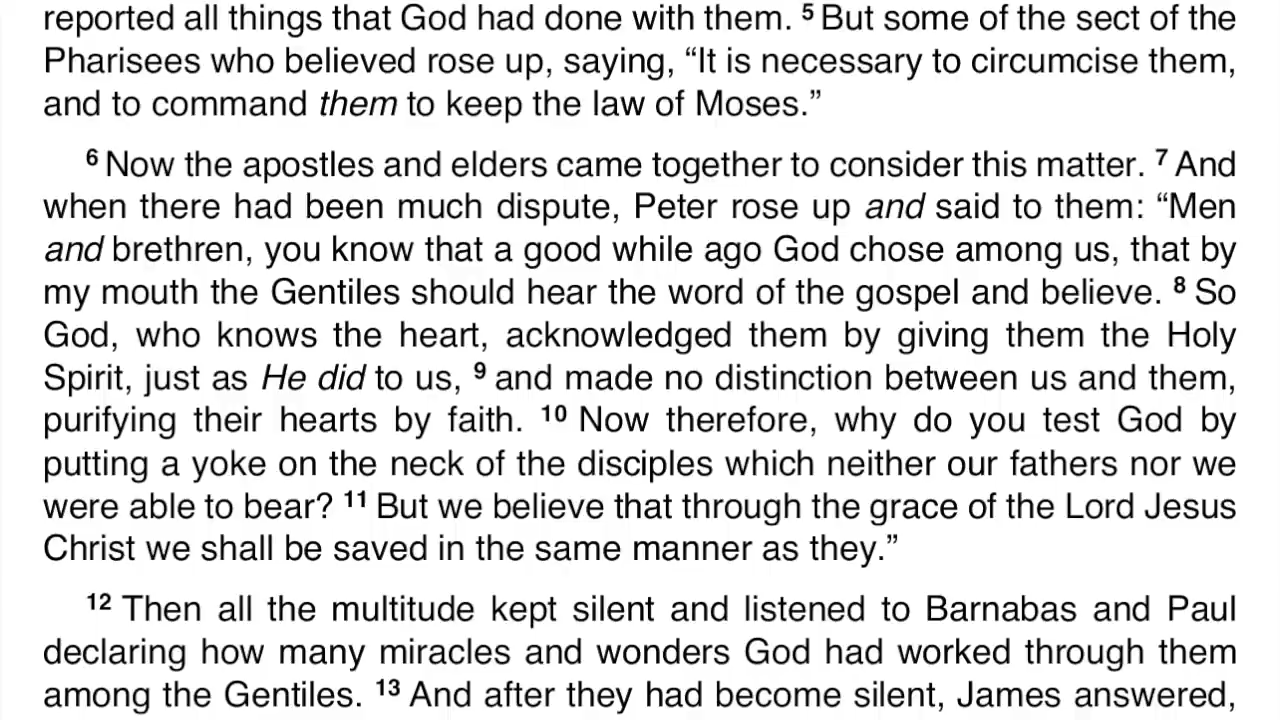 reported all things that God had done with them. 5 But some of the sect of the
Pharisees who believed rose up, saying, “It is necessary to circumcise them,
and to command them to keep the law of Moses.”
6 Now the apostles and elders came together to consider this matter. 7 And
when there had been much dispute, Peter rose up and said to them: “Men
and brethren, you know that a good while ago God chose among us, that by
my mouth the Gentiles should hear the word of the gospel and believe. 8 So
God, who knows the heart, acknowledged them by giving them the Holy
Spirit, just as He did to us, 9 and made no distinction between us and them,
purifying their hearts by faith. 10 Now therefore, why do you test God by
putting a yoke on the neck of the disciples which neither our fathers nor we
were able to bear? 11 But we believe that through the grace of the Lord Jesus
Christ we shall be saved in the same manner as they.”
12 Then all the multitude kept silent and listened to Barnabas and Paul
declaring how many miracles and wonders God had worked through them
among the Gentiles. 13 And after they had become silent, James answered,